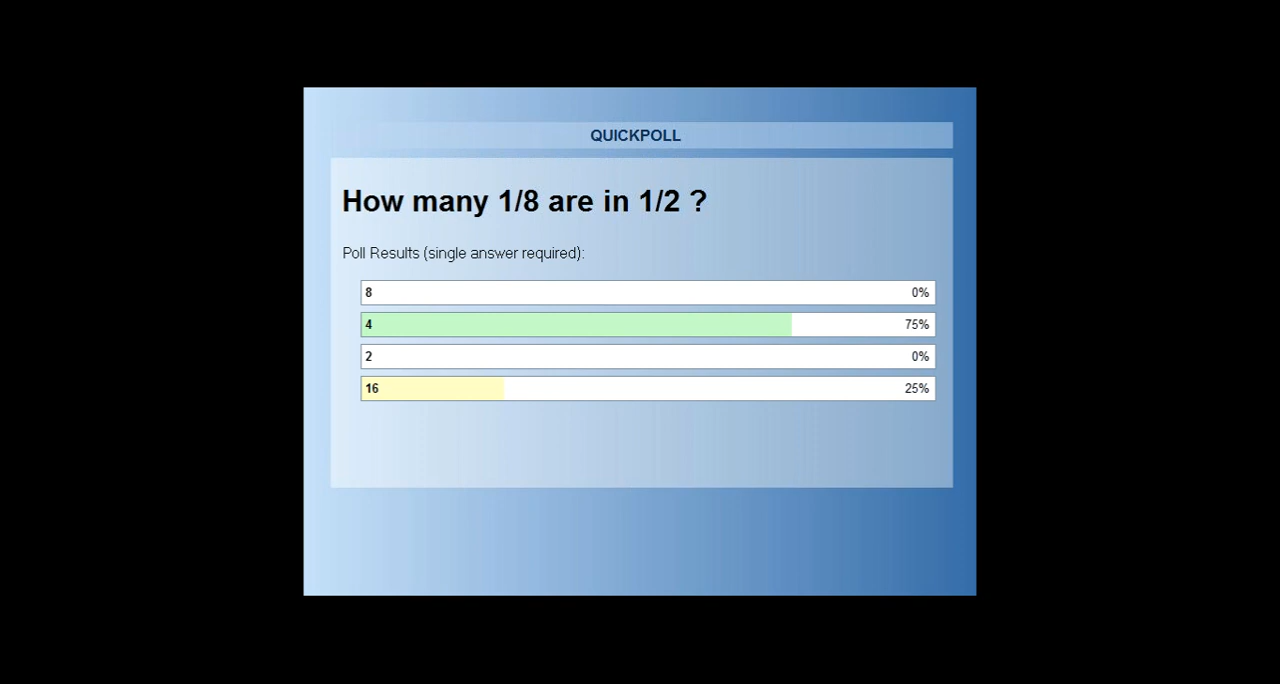 QUICKPOLL
How many 1/8 are in 1/2 ?
Poll Results (single answer required):
8 0%
4 75%
2 0%
16 25%